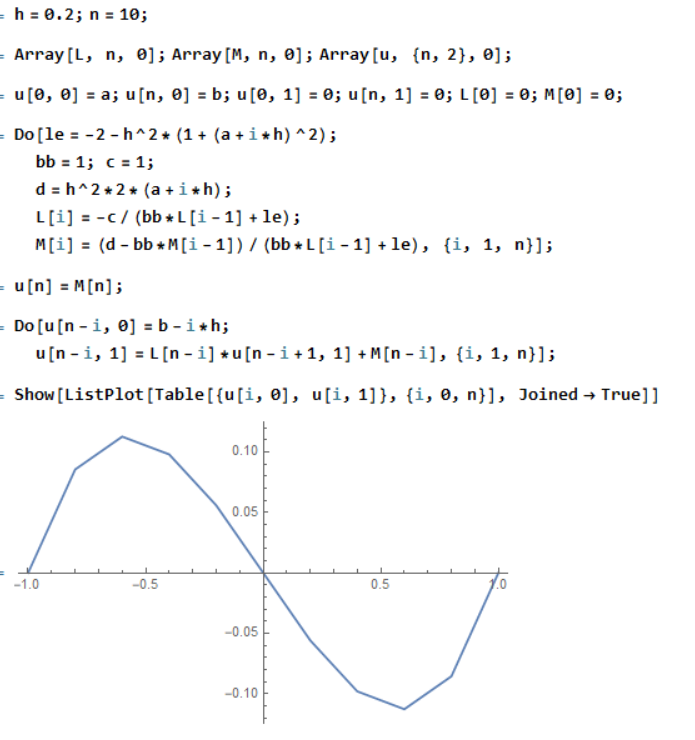 = h = 0.2; n = 10;
= Array[L, n, 0]; Array[M, n, 0]; Array[u, {n, 2}, 0];
= u[0, 0] = a; u[n, 0] = b; u[0, 1] = 0; u[n, 1] = 0; L[0] = 0; M[0] = 0;
= Do[le = -2 - h^2 * (1 + (a + i * h) ^2);
bb = 1; c = 1;
d = h^2 * 2 * (a + i * h);
L[i] = -c / (bb * L[i - 1] + le);
M[i] = (d - bb * M[i - 1]) / (bb * L[i - 1] + le), {i, 1, n}];
= u[n] = M[n];
= Do[u[n - i, 0] = b - i * h;
u[n - i, 1] = L[n - i] * u[n - i + 1, 1] + M[n - i], {i, 1, n}];
= Show[ListPlot[Table[{u[i, 0], u[i, 1]}, {i, 0, n}], Joined → True]]
0.10
0.05
=
-1.0 -0.5 0.5 1.0
-0.05
-0.10